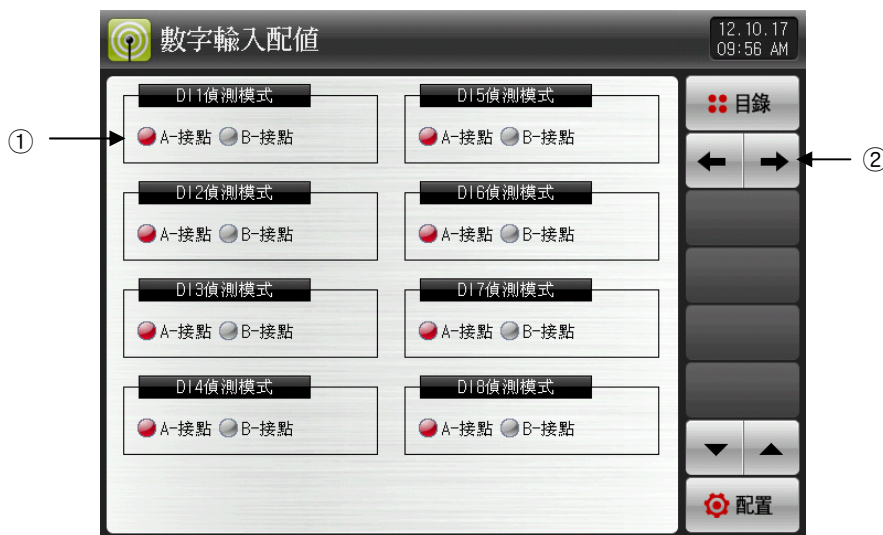 數字輸入配值
12.10.17
09:56 AM
DI1偵測模式
A-接點 B-接點
DI2偵測模式
A-接點 B-接點
DI3偵測模式
A-接點 B-接點
DI4偵測模式
A-接點 B-接點
DI5偵測模式
A-接點 B-接點
DI6偵測模式
A-接點 B-接點
DI7偵測模式
A-接點 B-接點
DI8偵測模式
A-接點 B-接點
目錄
配置
①
②